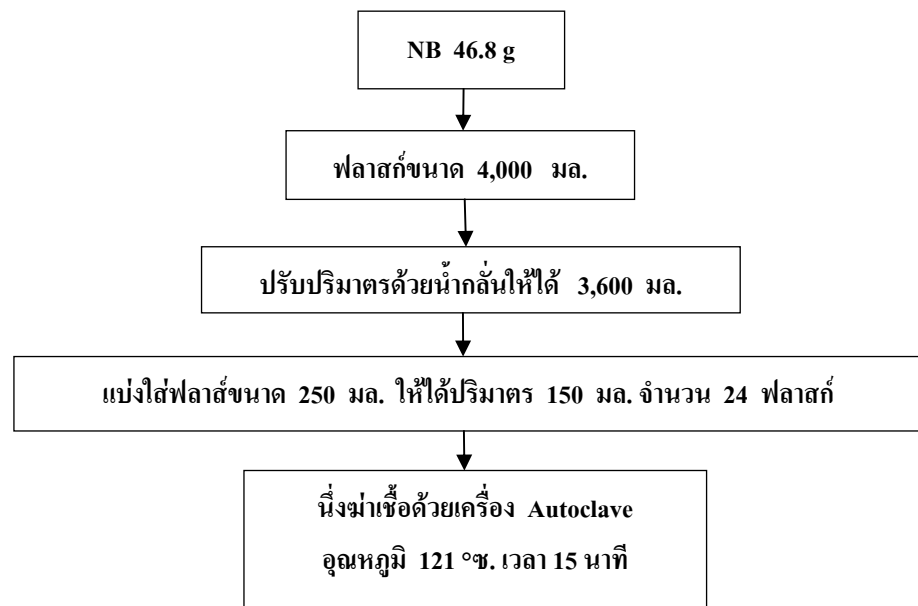 NB 46.8 g
ฟลาสก์ขนาด 4,000 มล.
ปรับปริมาตรด้วยน้ำกลั่นให้ได้ 3,600 มล.
แบ่งใส่ฟลาส์ขนาด 250 มล. ให้ได้ปริมาตร 150 มล. จำนวน 24 ฟลาสก์
นึ่งฆ่าเชื้อด้วยเครื่อง Autoclave
อุณหภูมิ 121 °ซ. เวลา 15 นาที